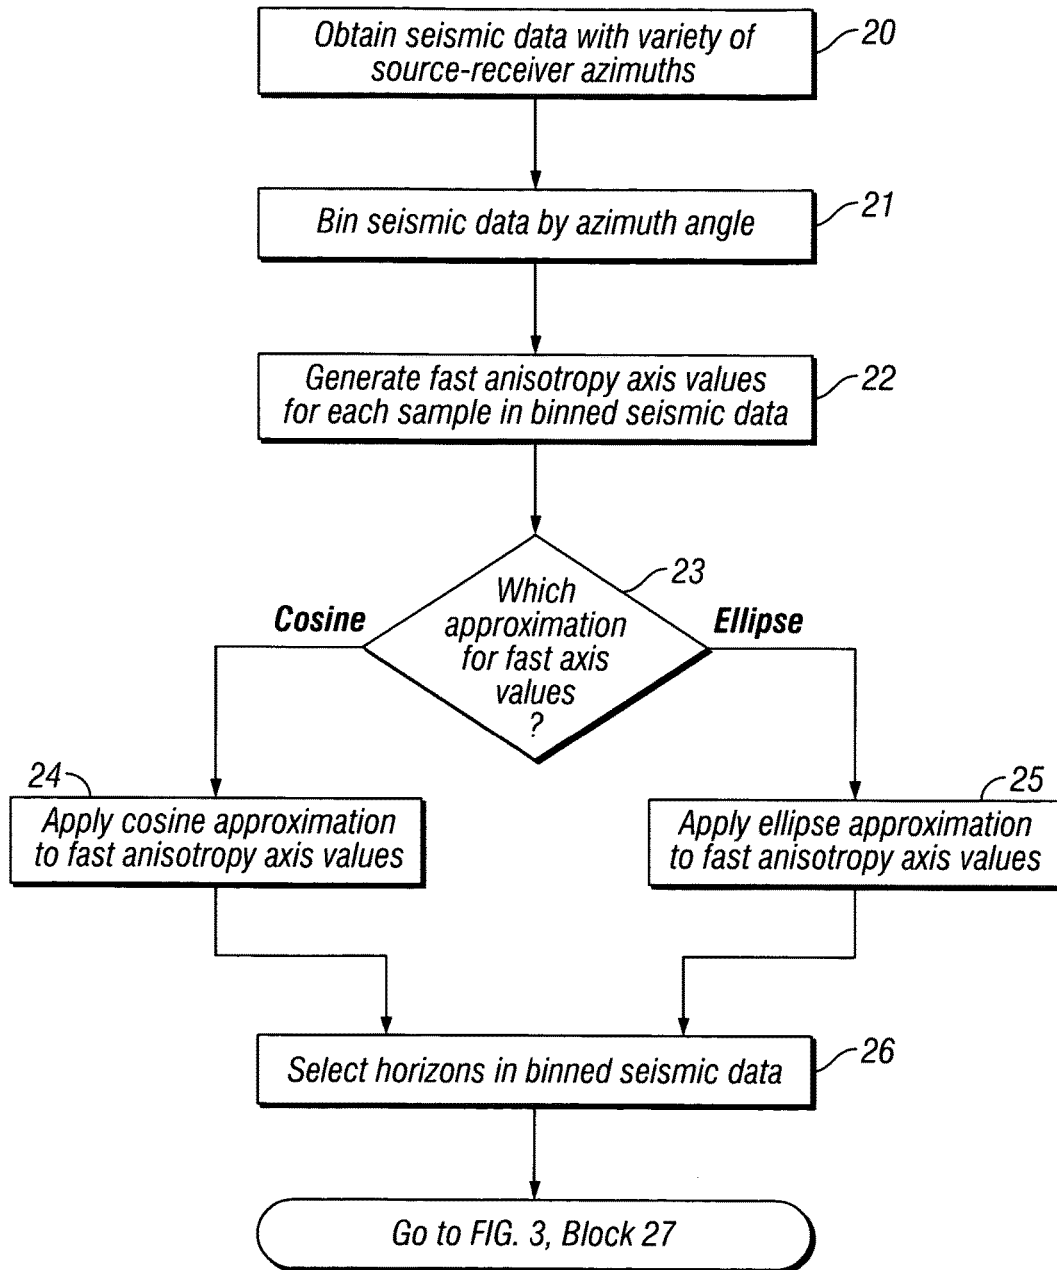 Obtain seismic data with variety of
source-receiver azimuths
20
Bin seismic data by azimuth angle
21
Generate fast anisotropy axis values
for each sample in binned seismic data
22
Which
approximation
for fast axis
values
?
23
Cosine
Ellipse
24
Apply cosine approximation
to fast anisotropy axis values
25
Apply ellipse approximation
to fast anisotropy axis values
Select horizons in binned seismic data
26
Go to FIG. 3, Block 27